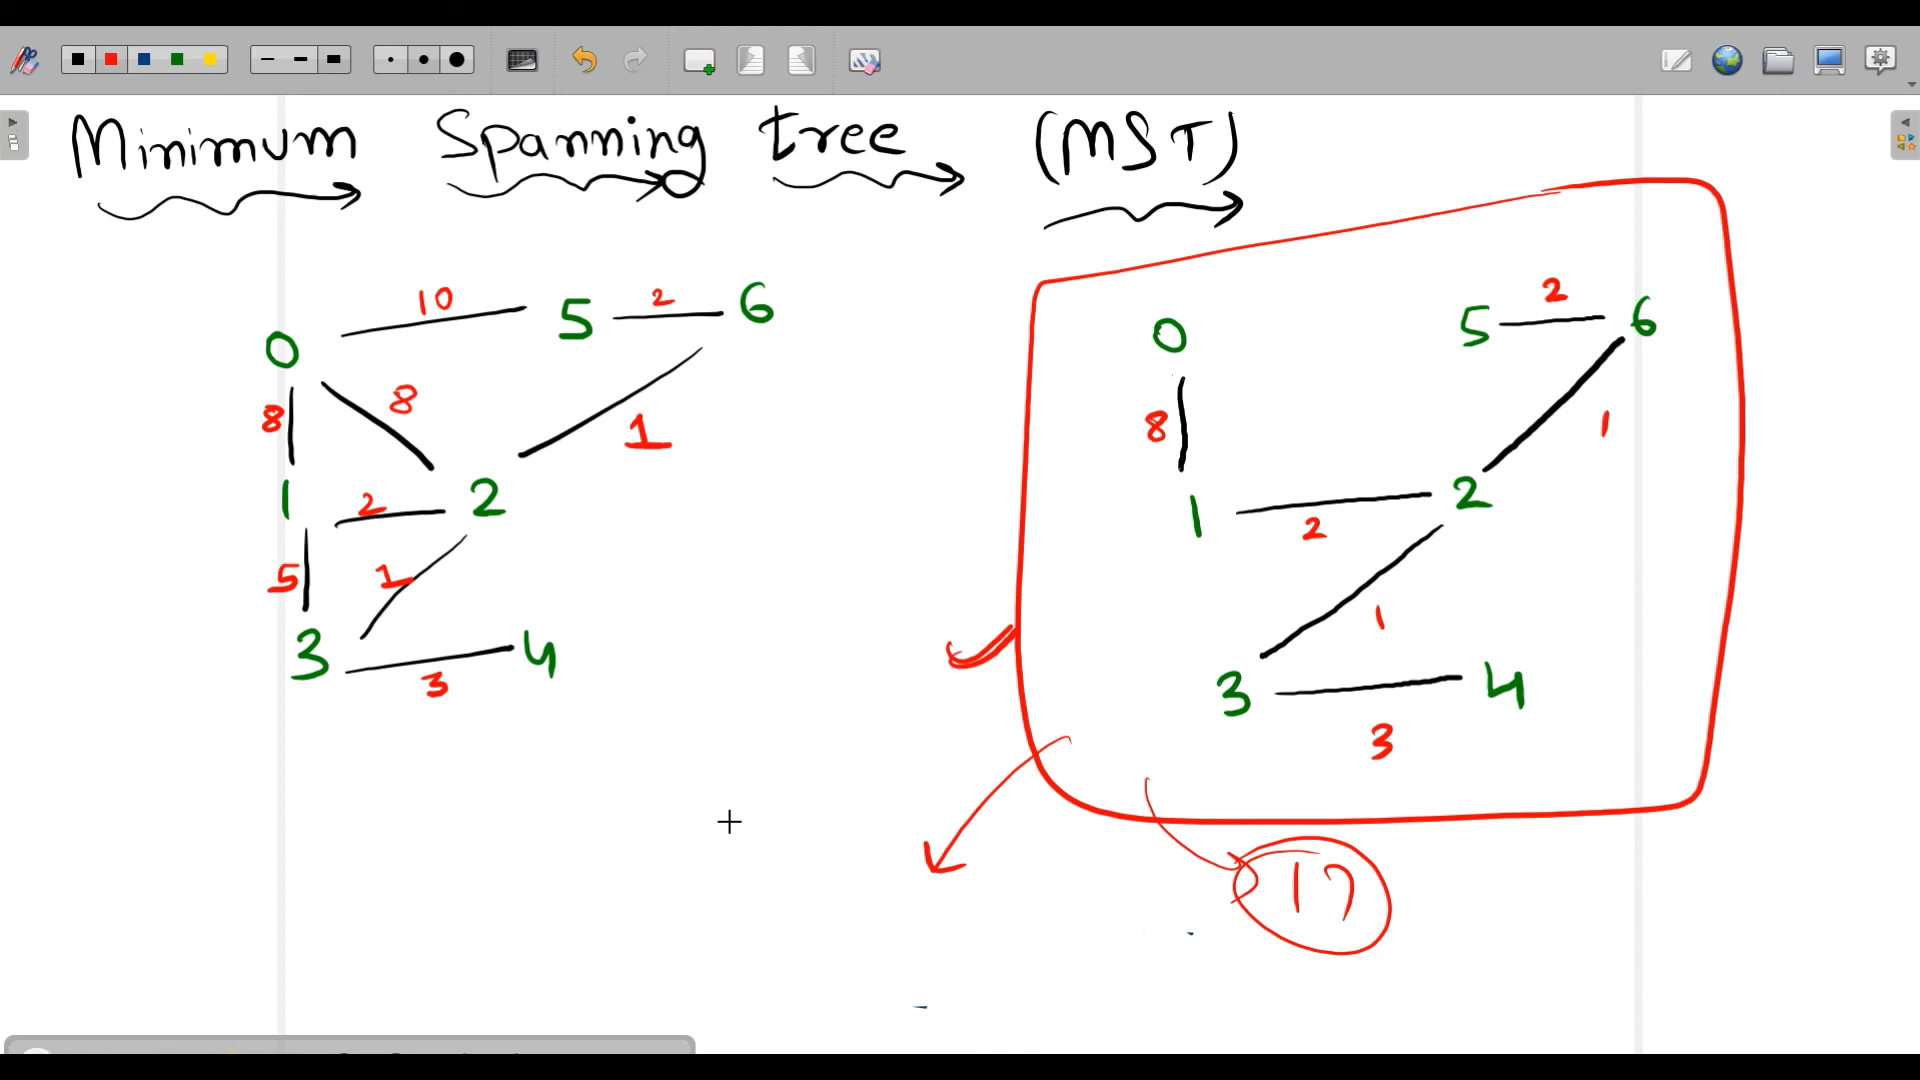 Minimum Spanning tree (MST)
10 2 2
0 5 6 0 5 6
8 8 1 8 1
1 2 2 1 2 2
5 1 1
3 3 4 3 3 4
17